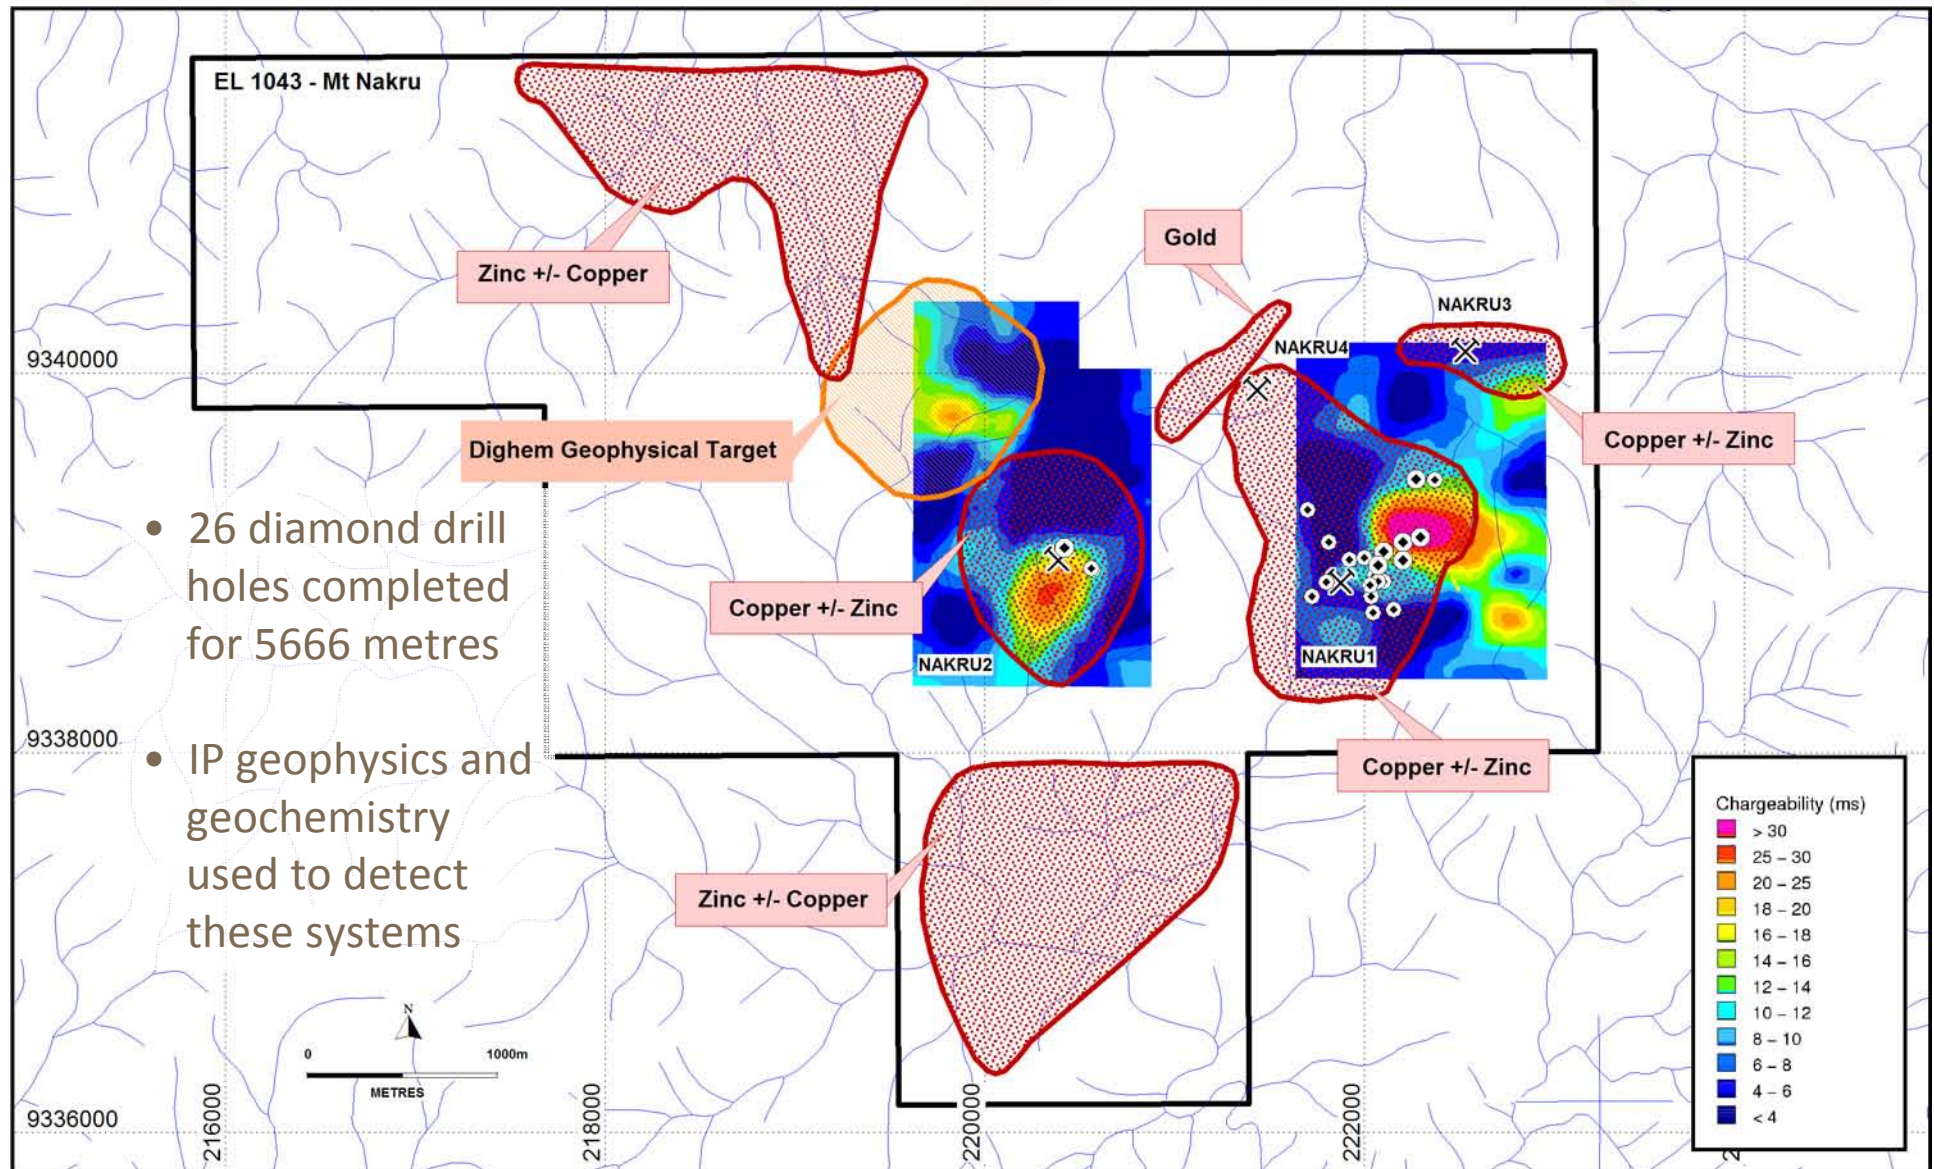 EL 1043 - Mt Nakru
Zinc +/- Copper
Gold
NAKRU3
NAKRU4
9340000
Copper +/- Zinc
Dighem Geophysical Target
• 26 diamond drill
holes completed
for 5666 metres
Copper +/- Zinc
NAKRU2
NAKRU1
9338000
• IP geophysics and
geochemistry
used to detect
these systems
Copper +/- Zinc
Zinc +/- Copper
Chargeability (ms)
> 30
25 – 30
20 – 25
18 – 20
16 – 18
14 – 16
12 – 14
10 – 12
8 – 10
6 – 8
4 – 6
< 4
N
0 1000m
METRES
9336000
216000
218000
220000
222000